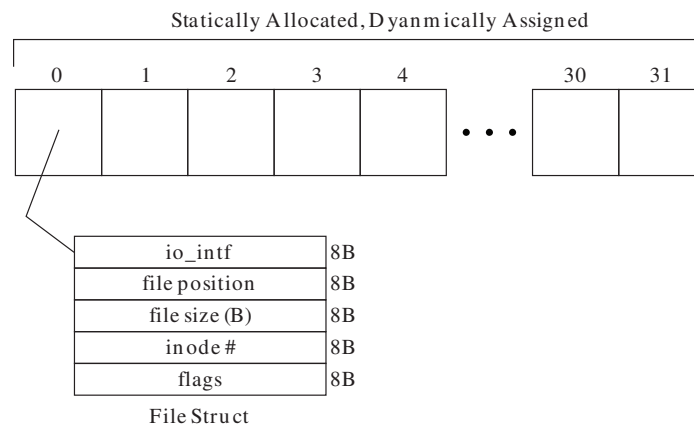 Statically Allocated, Dyanmically Assigned
0 1 2 3 4 30 31
io_intf 8B
file position 8B
file size (B) 8B
inode # 8B
flags 8B
File Struct